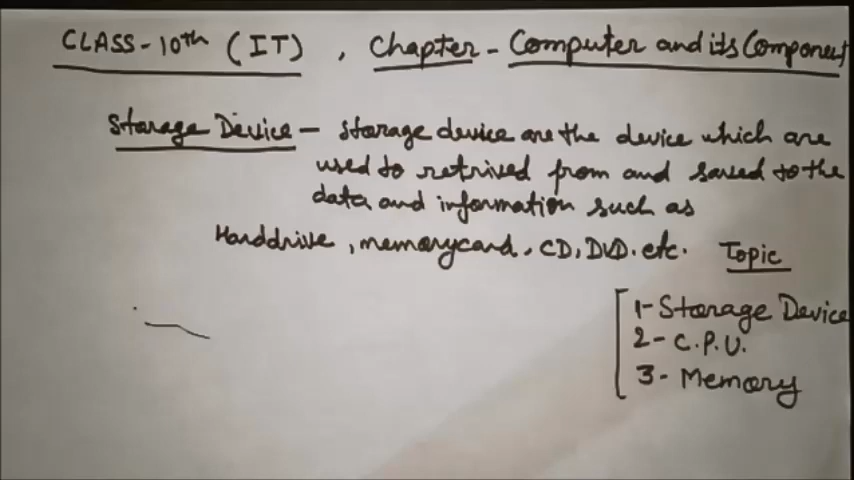 CLASS-10th (IT) , Chapter - Computer and its Component
Storage Device - storage device are the device which are
used to retrived from and saved to the
data and information such as
Harddrive, memorycard, CD, DVD. etc.
Topic
1- Storage Device
2- C.P.U.
3- Memory